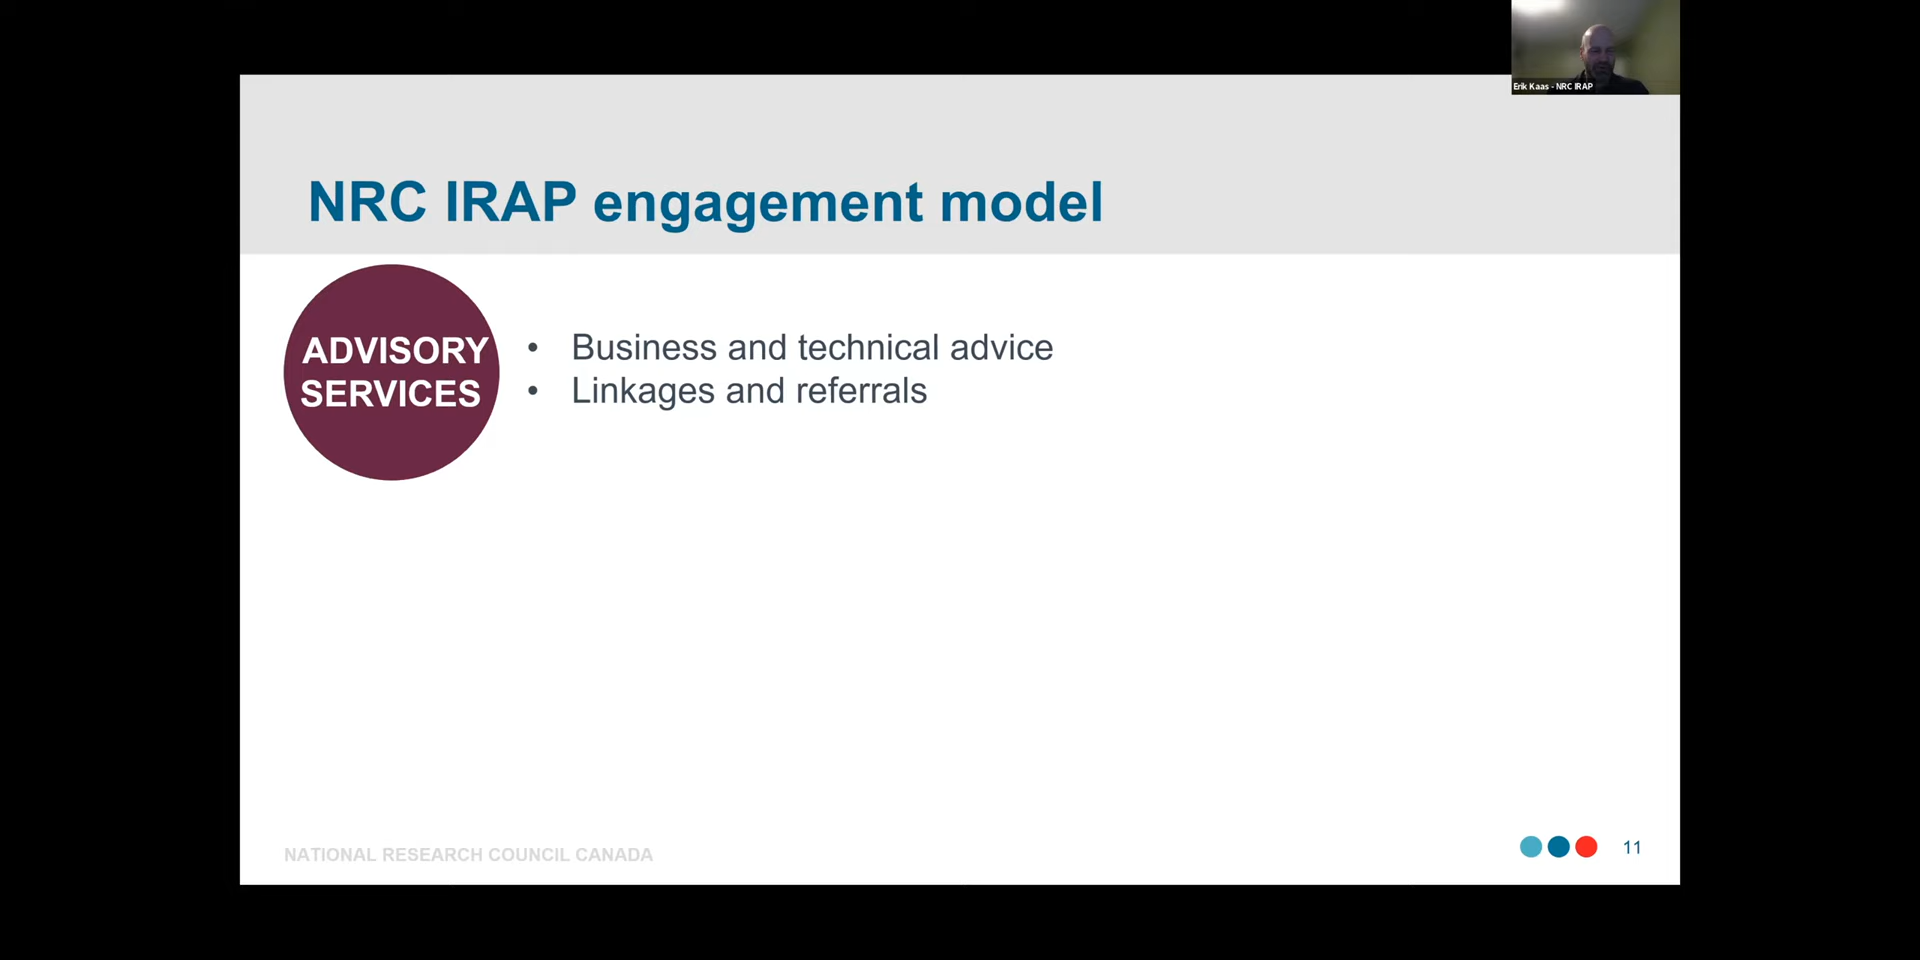 Erik Kaas - NRC IRAP
NRC IRAP engagement model
ADVISORY
SERVICES
• Business and technical advice
• Linkages and referrals
NATIONAL RESEARCH COUNCIL CANADA
11